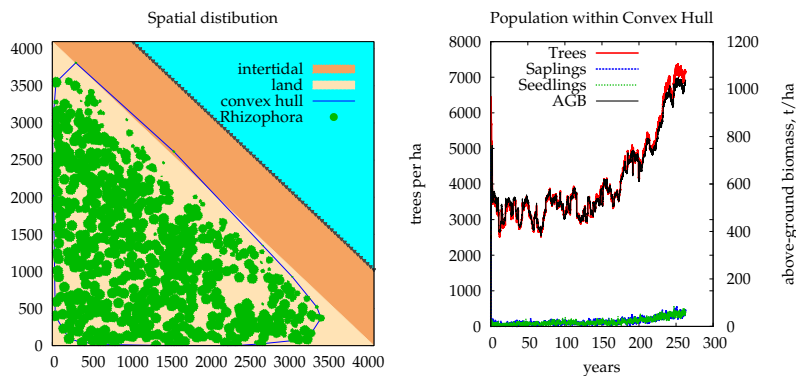 Spatial distibution
intertidal
land
convex hull
Rhizophora
4000
3500
3000
2500
2000
1500
1000
500
0
0 500 1000 1500 2000 2500 3000 3500 4000
Population within Convex Hull
Trees
Saplings
Seedlings
AGB
trees per ha
8000
7000
6000
5000
4000
3000
2000
1000
0
0 50 100 150 200 250 300
years
1200
1000
800
600
400
200
0
above-ground biomass, t/ha